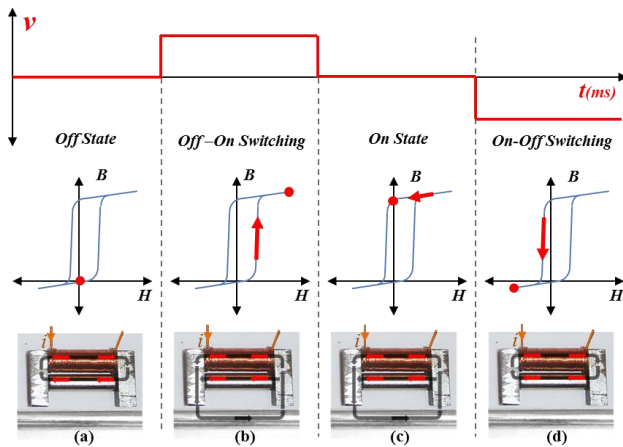 v
t(ms)
Off State
Off–On Switching
On State
On-Off Switching
B
B
B
B
H
H
H
H
i
i
i
i
(a)
(b)
(c)
(d)